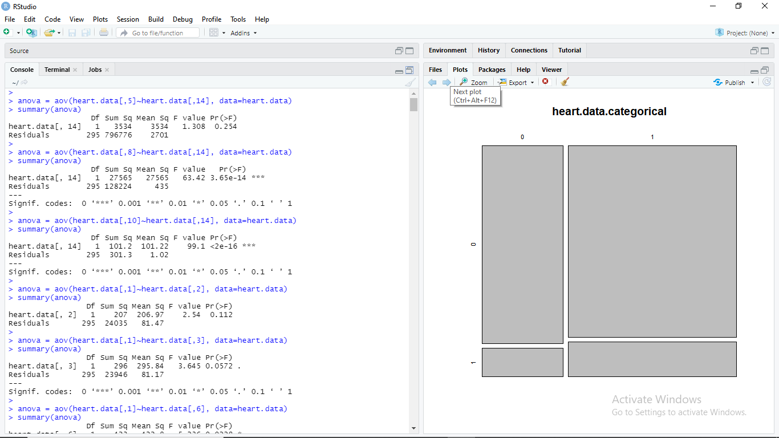 RStudio
File Edit Code View Plots Session Build Debug Profile Tools Help
Go to file/function Addins Project: (None)
Source
Console Terminal Jobs
~/
>
> anova = aov(heart.data[,5]~heart.data[,14], data=heart.data)
> summary(anova)
Df Sum Sq Mean Sq F value Pr(>F)
heart.data[, 14] 1 3534 3534 1.308 0.254
Residuals 295 796776 2701
>
> anova = aov(heart.data[,8]~heart.data[,14], data=heart.data)
> summary(anova)
Df Sum Sq Mean Sq F value Pr(>F)
heart.data[, 14] 1 27565 27565 63.42 3.65e-14 ***
Residuals 295 128224 435
---
Signif. codes: 0 ‘***’ 0.001 ‘**’ 0.01 ‘*’ 0.05 ‘.’ 0.1 ‘ ’ 1
>
> anova = aov(heart.data[,10]~heart.data[,14], data=heart.data)
> summary(anova)
Df Sum Sq Mean Sq F value Pr(>F)
heart.data[, 14] 1 101.2 101.22 99.1 <2e-16 ***
Residuals 295 301.3 1.02
---
Signif. codes: 0 ‘***’ 0.001 ‘**’ 0.01 ‘*’ 0.05 ‘.’ 0.1 ‘ ’ 1
>
> anova = aov(heart.data[,1]~heart.data[,2], data=heart.data)
> summary(anova)
Df Sum Sq Mean Sq F value Pr(>F)
heart.data[, 2] 1 207 206.97 2.54 0.112
Residuals 295 24035 81.47
>
> anova = aov(heart.data[,1]~heart.data[,3], data=heart.data)
> summary(anova)
Df Sum Sq Mean Sq F value Pr(>F)
heart.data[, 3] 1 296 295.84 3.645 0.0572 .
Residuals 295 23946 81.17
---
Signif. codes: 0 ‘***’ 0.001 ‘**’ 0.01 ‘*’ 0.05 ‘.’ 0.1 ‘ ’ 1
>
> anova = aov(heart.data[,1]~heart.data[,6], data=heart.data)
> summary(anova)
Df Sum Sq Mean Sq F value Pr(>F)
Environment History Connections Tutorial
Files Plots Packages Help Viewer
Zoom Export Publish
Next plot
(Ctrl+Alt+F12)
heart.data.categorical
0 1
0
1
Activate Windows
Go to Settings to activate Windows.